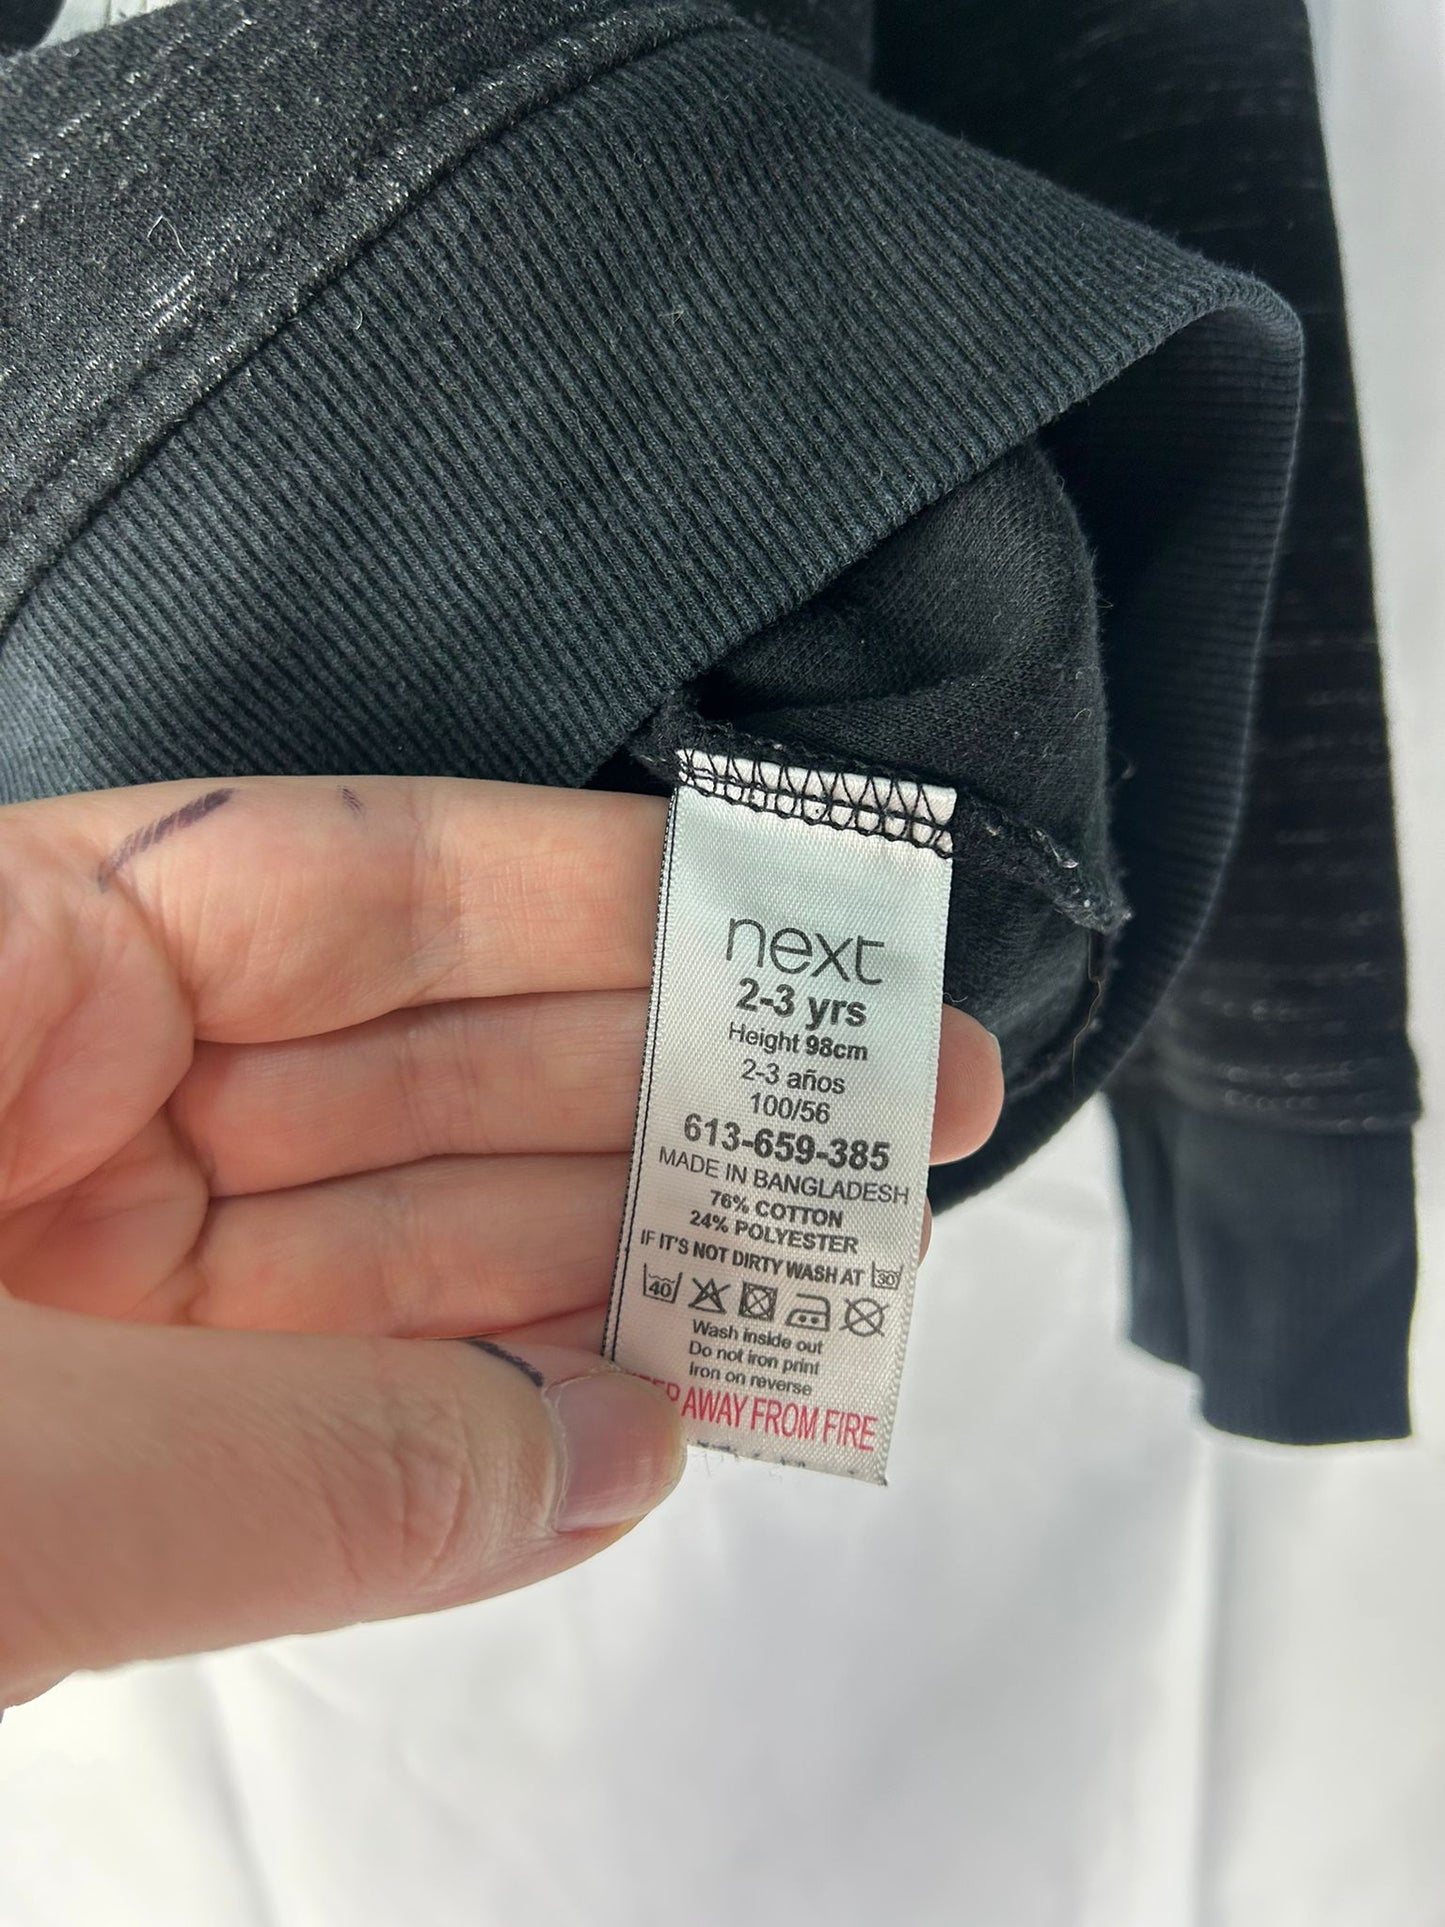 next
2-3 yrs
Height 98cm
2-3 años
100/56
613-659-385
MADE IN BANGLADESH
76% COTTON
24% POLYESTER
IF IT'S NOT DIRTY WASH AT 30
40
Wash inside out
Do not iron print
Iron on reverse
AWAY FROM FIRE